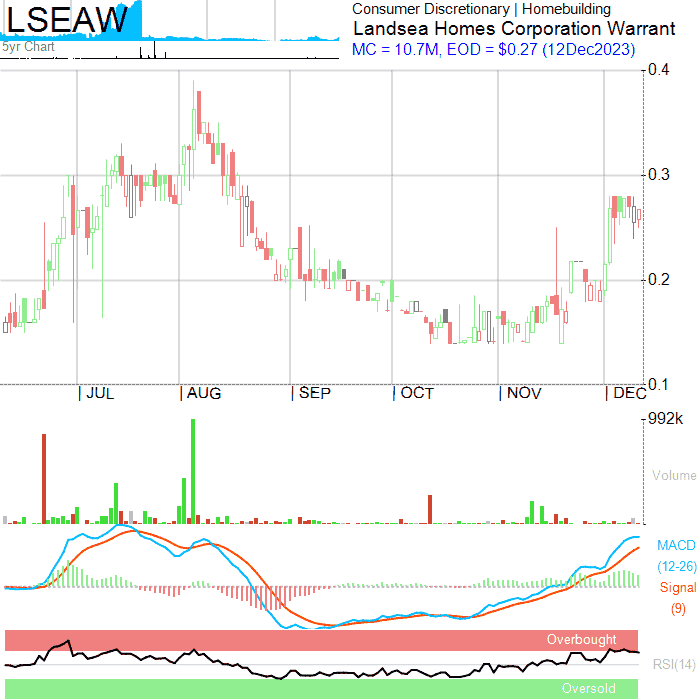 LSEAW
5yr Chart
Consumer Discretionary | Homebuilding
Landsea Homes Corporation Warrant
MC = 10.7M, EOD = $0.27 (12Dec2023)
0.4
0.3
0.2
0.1
| JUL | AUG | SEP | OCT | NOV | DEC
992k
Volume
MACD
(12-26)
Signal
(9)
Overbought
RSI(14)
Oversold